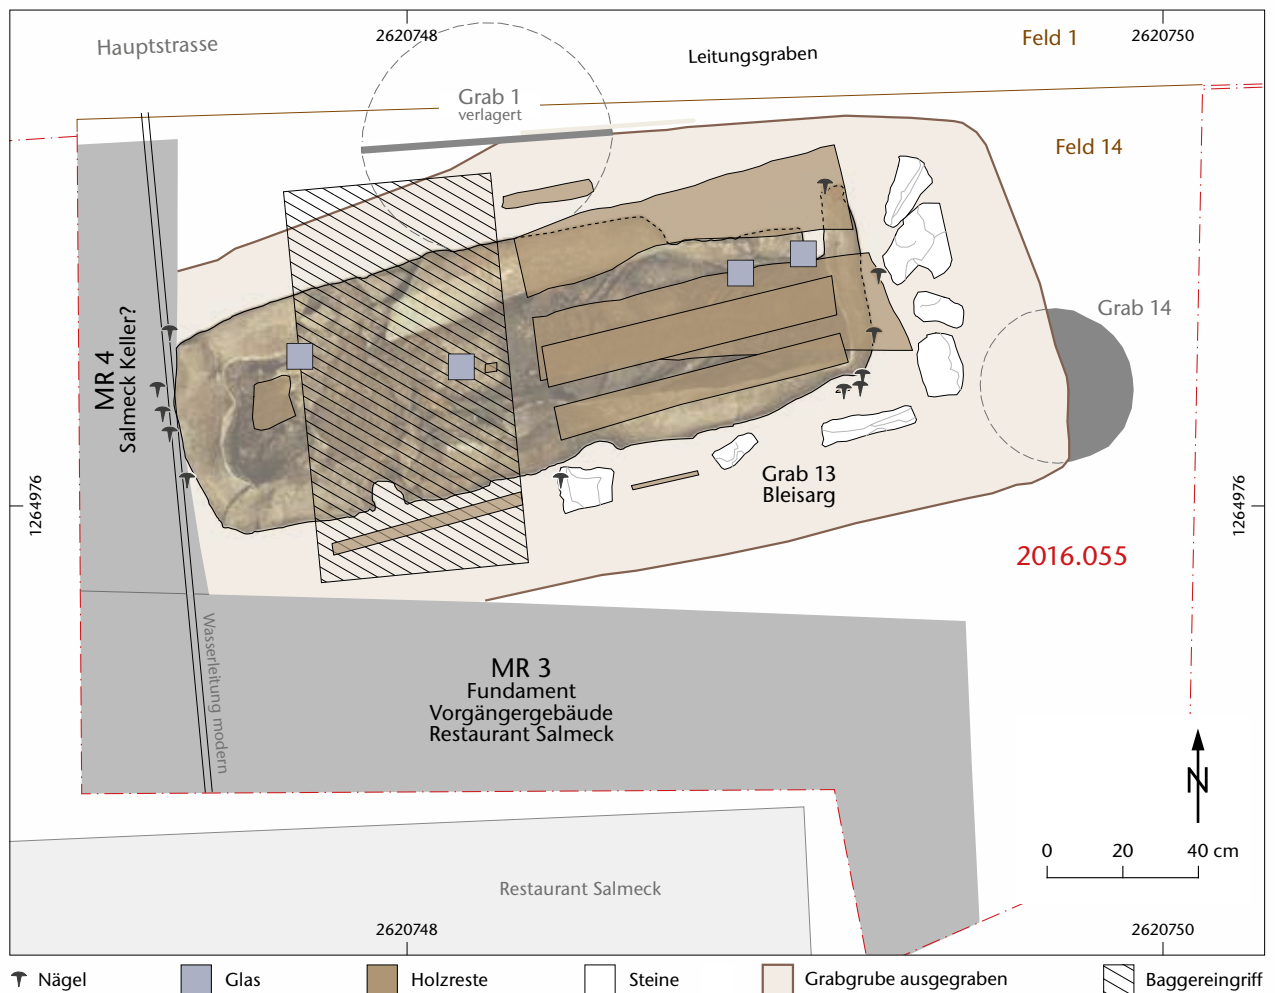 2620748
2620750
Hauptstrasse
Leitungsgraben
Feld 1
Grab 1
verlagert
Feld 14
Grab 14
MR 4
Salmeck Keller?
Grab 13
Bleisarg
1264976
1264976
2016.055
Wasserleitung modern
MR 3
Fundament
Vorgängergebäude
Restaurant Salmeck
N
0 20 40 cm
Restaurant Salmeck
2620748
2620750
Nägel
Glas
Holzreste
Steine
Grabgrube ausgegraben
Baggereingriff